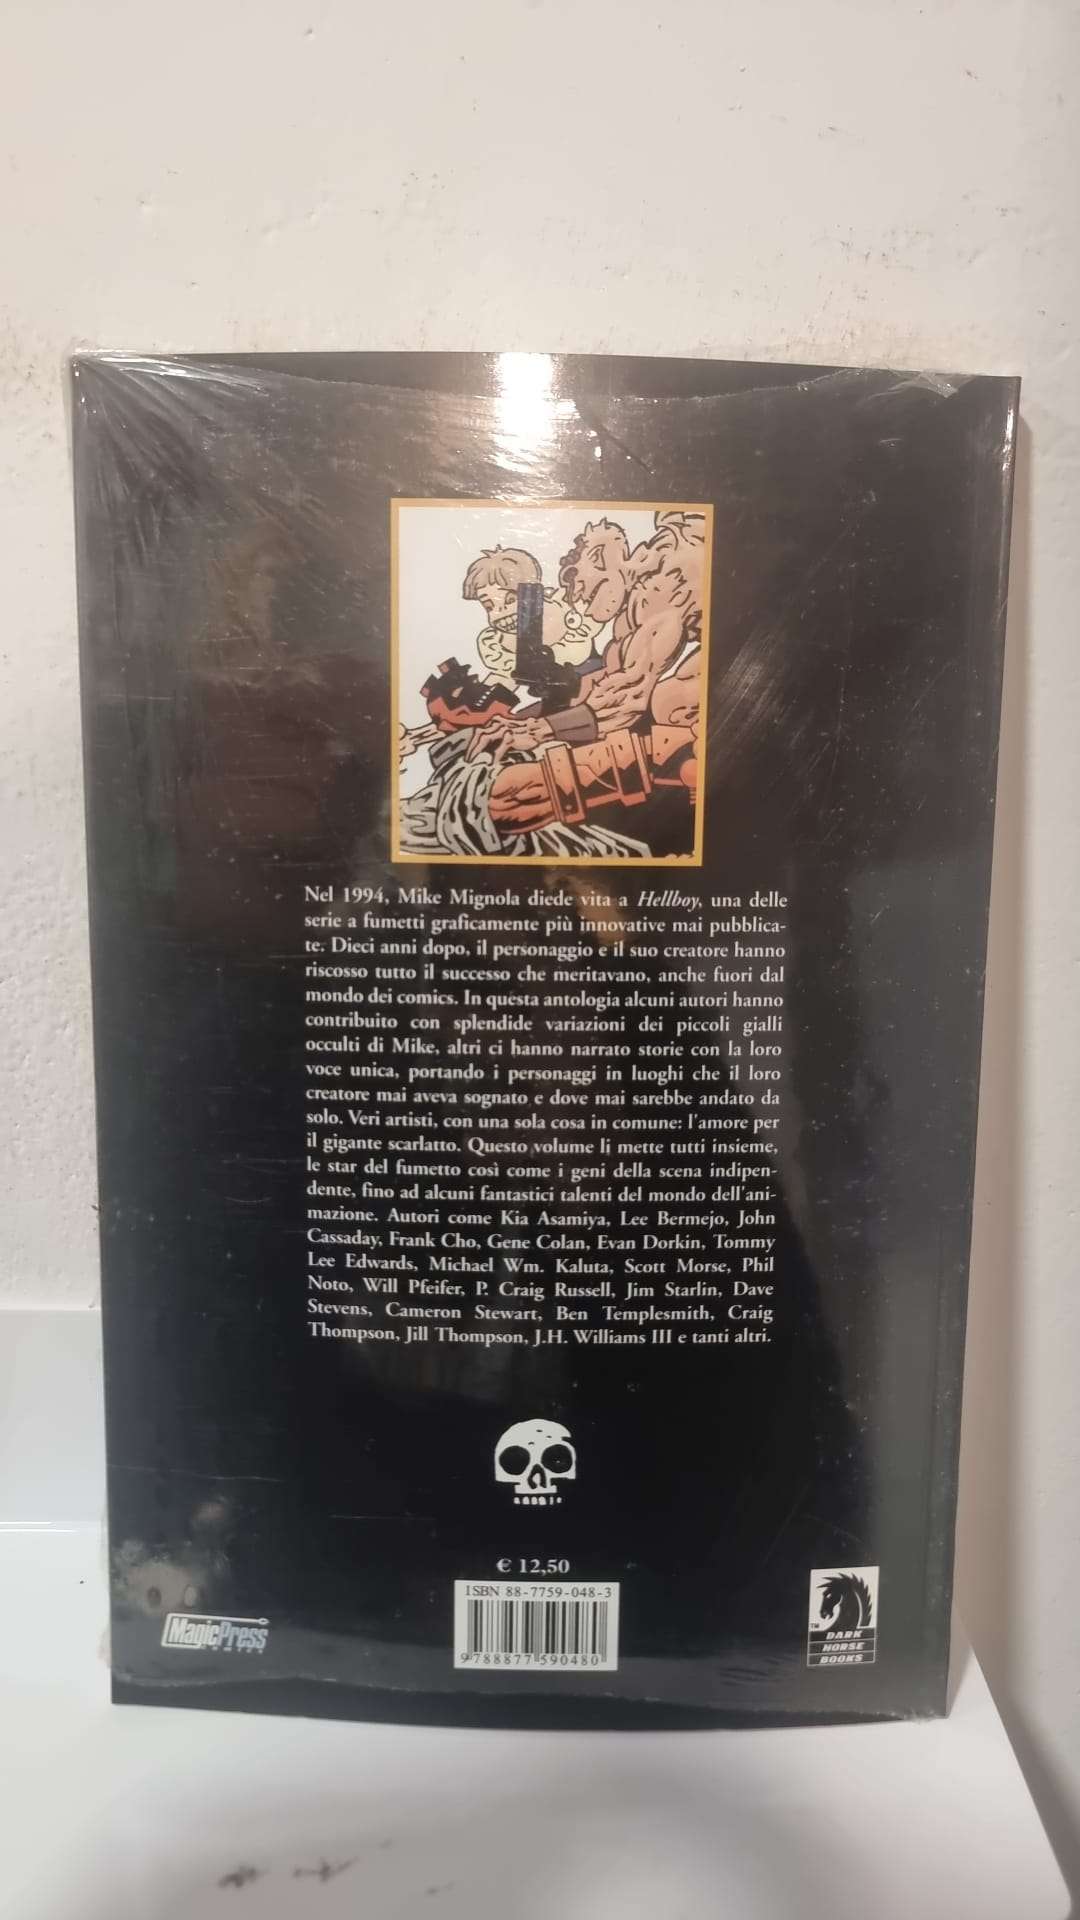 Nel 1994, Mike Mignola diede vita a Hellboy, una delle
serie a fumetti graficamente più innovative mai pubblica-
te. Dieci anni dopo, il personaggio e il suo creatore hanno
riscosso tutto il successo che meritavano, anche fuori dal
mondo dei comics. In questa antologia alcuni autori hanno
contribuito con splendide variazioni dei piccoli gialli
occulti di Mike, altri ci hanno narrato storie con la loro
voce unica, portando i personaggi in luoghi che il loro
creatore mai aveva sognato e dove mai sarebbe andato da
solo. Veri artisti, con una sola cosa in comune: l'amore per
il gigante scarlatto. Questo volume li mette tutti insieme,
le star del fumetto così come i geni della scena indipen-
dente, fino ad alcuni fantastici talenti del mondo dell'ani-
mazione. Autori come Kia Asamiya, Lee Bermejo, John
Cassaday, Frank Cho, Gene Colan, Evan Dorkin, Tommy
Lee Edwards, Michael Wm. Kaluta, Scott Morse, Phil
Noto, Will Pfeifer, P. Craig Russell, Jim Starlin, Dave
Stevens, Cameron Stewart, Ben Templesmith, Craig
Thompson, Jill Thompson, J.H. Williams III e tanti altri.
€ 12,50
ISBN 88-7759-048-3
9 788877 590480
MagicPress
COMICS
TM
DARK
HORSE
BOOKS